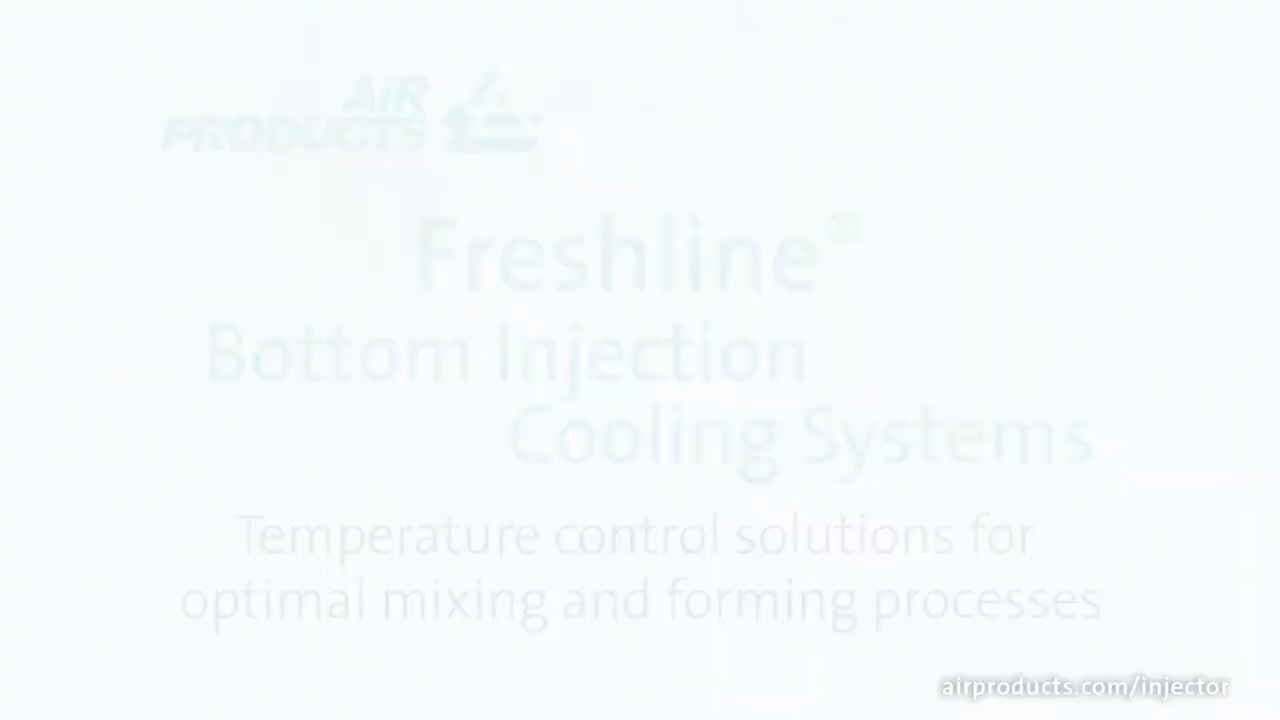 AIR
PRODUCTS
Freshline®
Bottom Injection
Cooling Systems
Temperature control solutions for
optimal mixing and forming processes
airproducts.com/injector